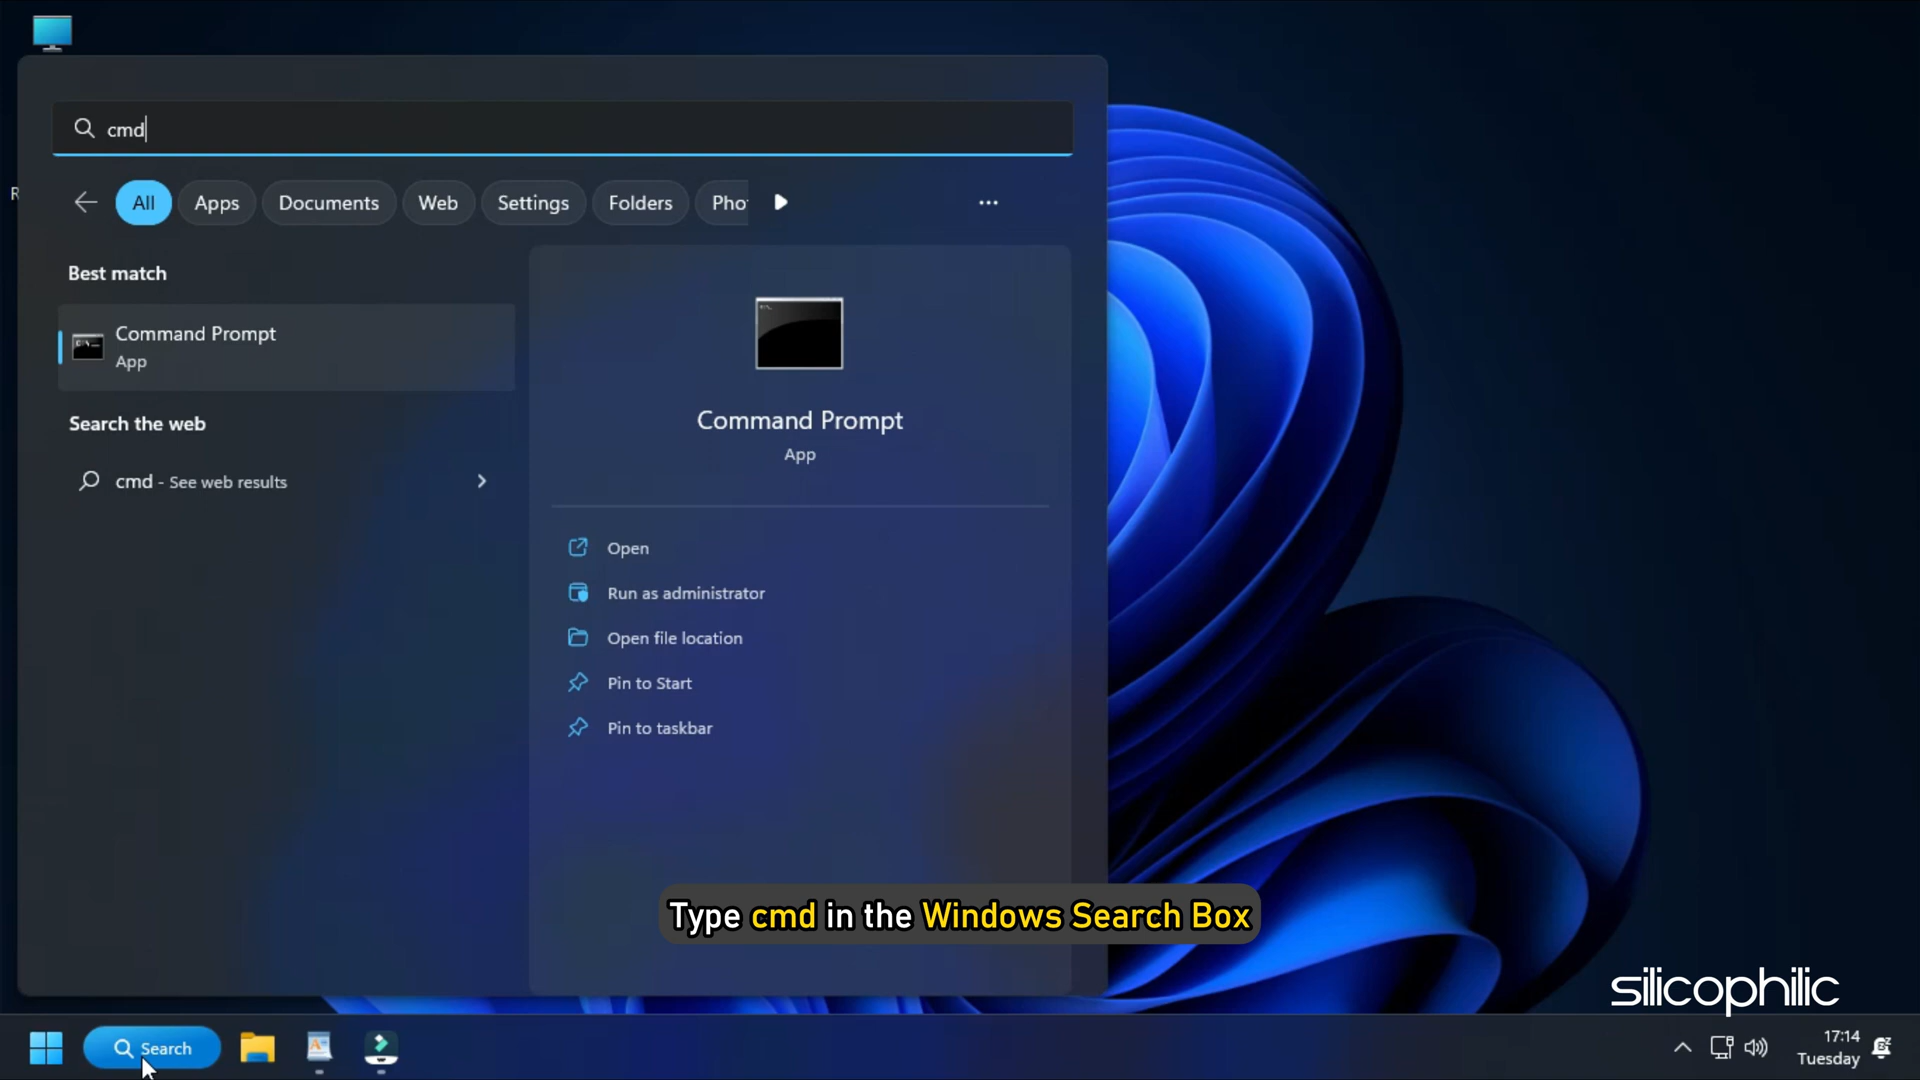 cmd
R
All
Apps
Documents
Web
Settings
Folders
Pho
Best match
Command Prompt
App
Search the web
cmd - See web results
Command Prompt
App
Open
Run as administrator
Open file location
Pin to Start
Pin to taskbar
Type cmd in the Windows Search Box
silicophilic
Search
17:14
Tuesday